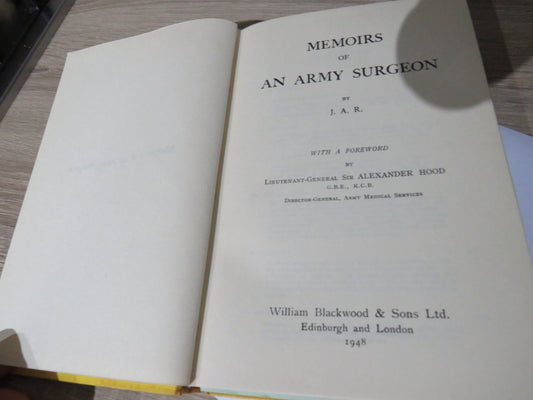 MEMOIRS
OF
AN ARMY SURGEON
BY
J. A. R.
WITH A FOREWORD
BY
Lieutenant-General Sir ALEXANDER HOOD
G.B.E., K.C.B.
Director-General, Army Medical Services
William Blackwood & Sons Ltd.
Edinburgh and London
1948